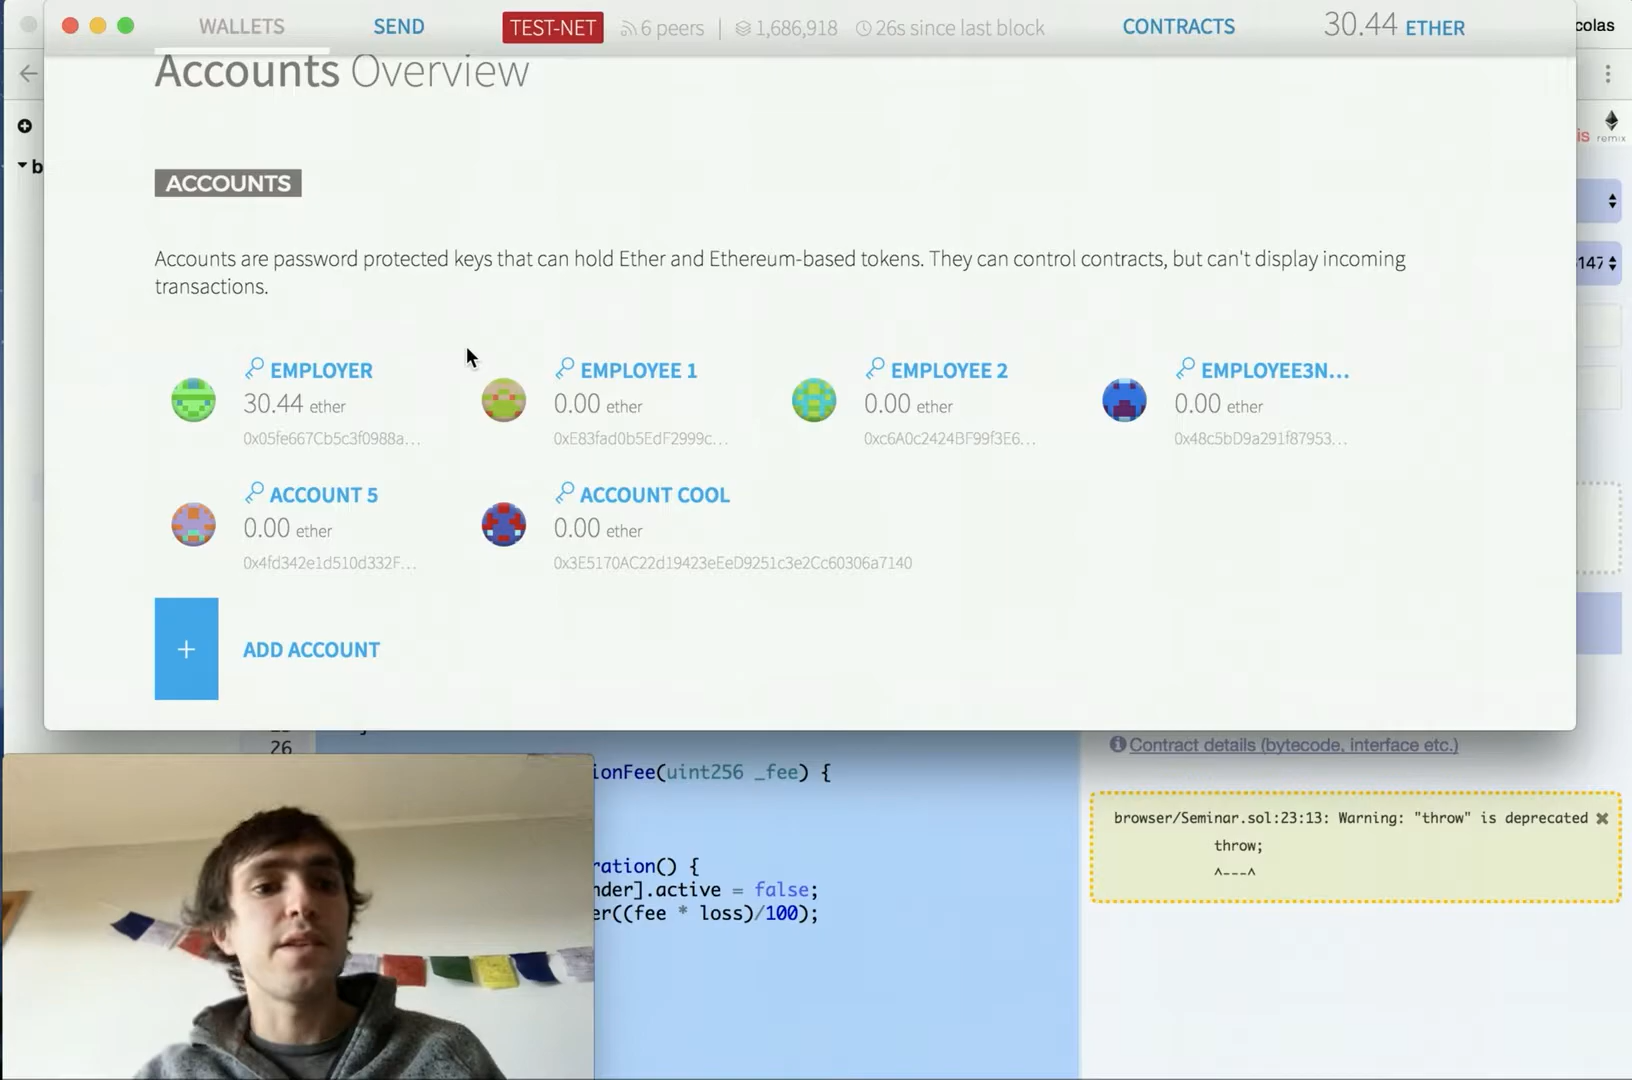 WALLETS
SEND
TEST-NET
6 peers
1,686,918
26s since last block
CONTRACTS
30.44 ETHER
colas
Accounts Overview
b
is
remix
ACCOUNTS
147
Accounts are password protected keys that can hold Ether and Ethereum-based tokens. They can control contracts, but can't display incoming
transactions.
EMPLOYER
30.44 ether
0x05fe667Cb5c3f0988a...
EMPLOYEE 1
0.00 ether
0xE83fad0b5EdF2999c...
EMPLOYEE 2
0.00 ether
0xc6A0c2424BF99f3E6...
EMPLOYEE3N...
0.00 ether
0x48c5bD9a291f87953...
ACCOUNT 5
0.00 ether
0x4fd342e1d510d332F...
ACCOUNT COOL
0.00 ether
0x3E5170AC22d19423eEeD9251c3e2Cc60306a7140
+
ADD ACCOUNT
26
ionFee(uint256 _fee) {
ration() {
nder].active = false;
er((fee * loss)/100);
Contract details (bytecode, interface etc.)
browser/Seminar.sol:23:13: Warning: "throw" is deprecated
throw;
^---^